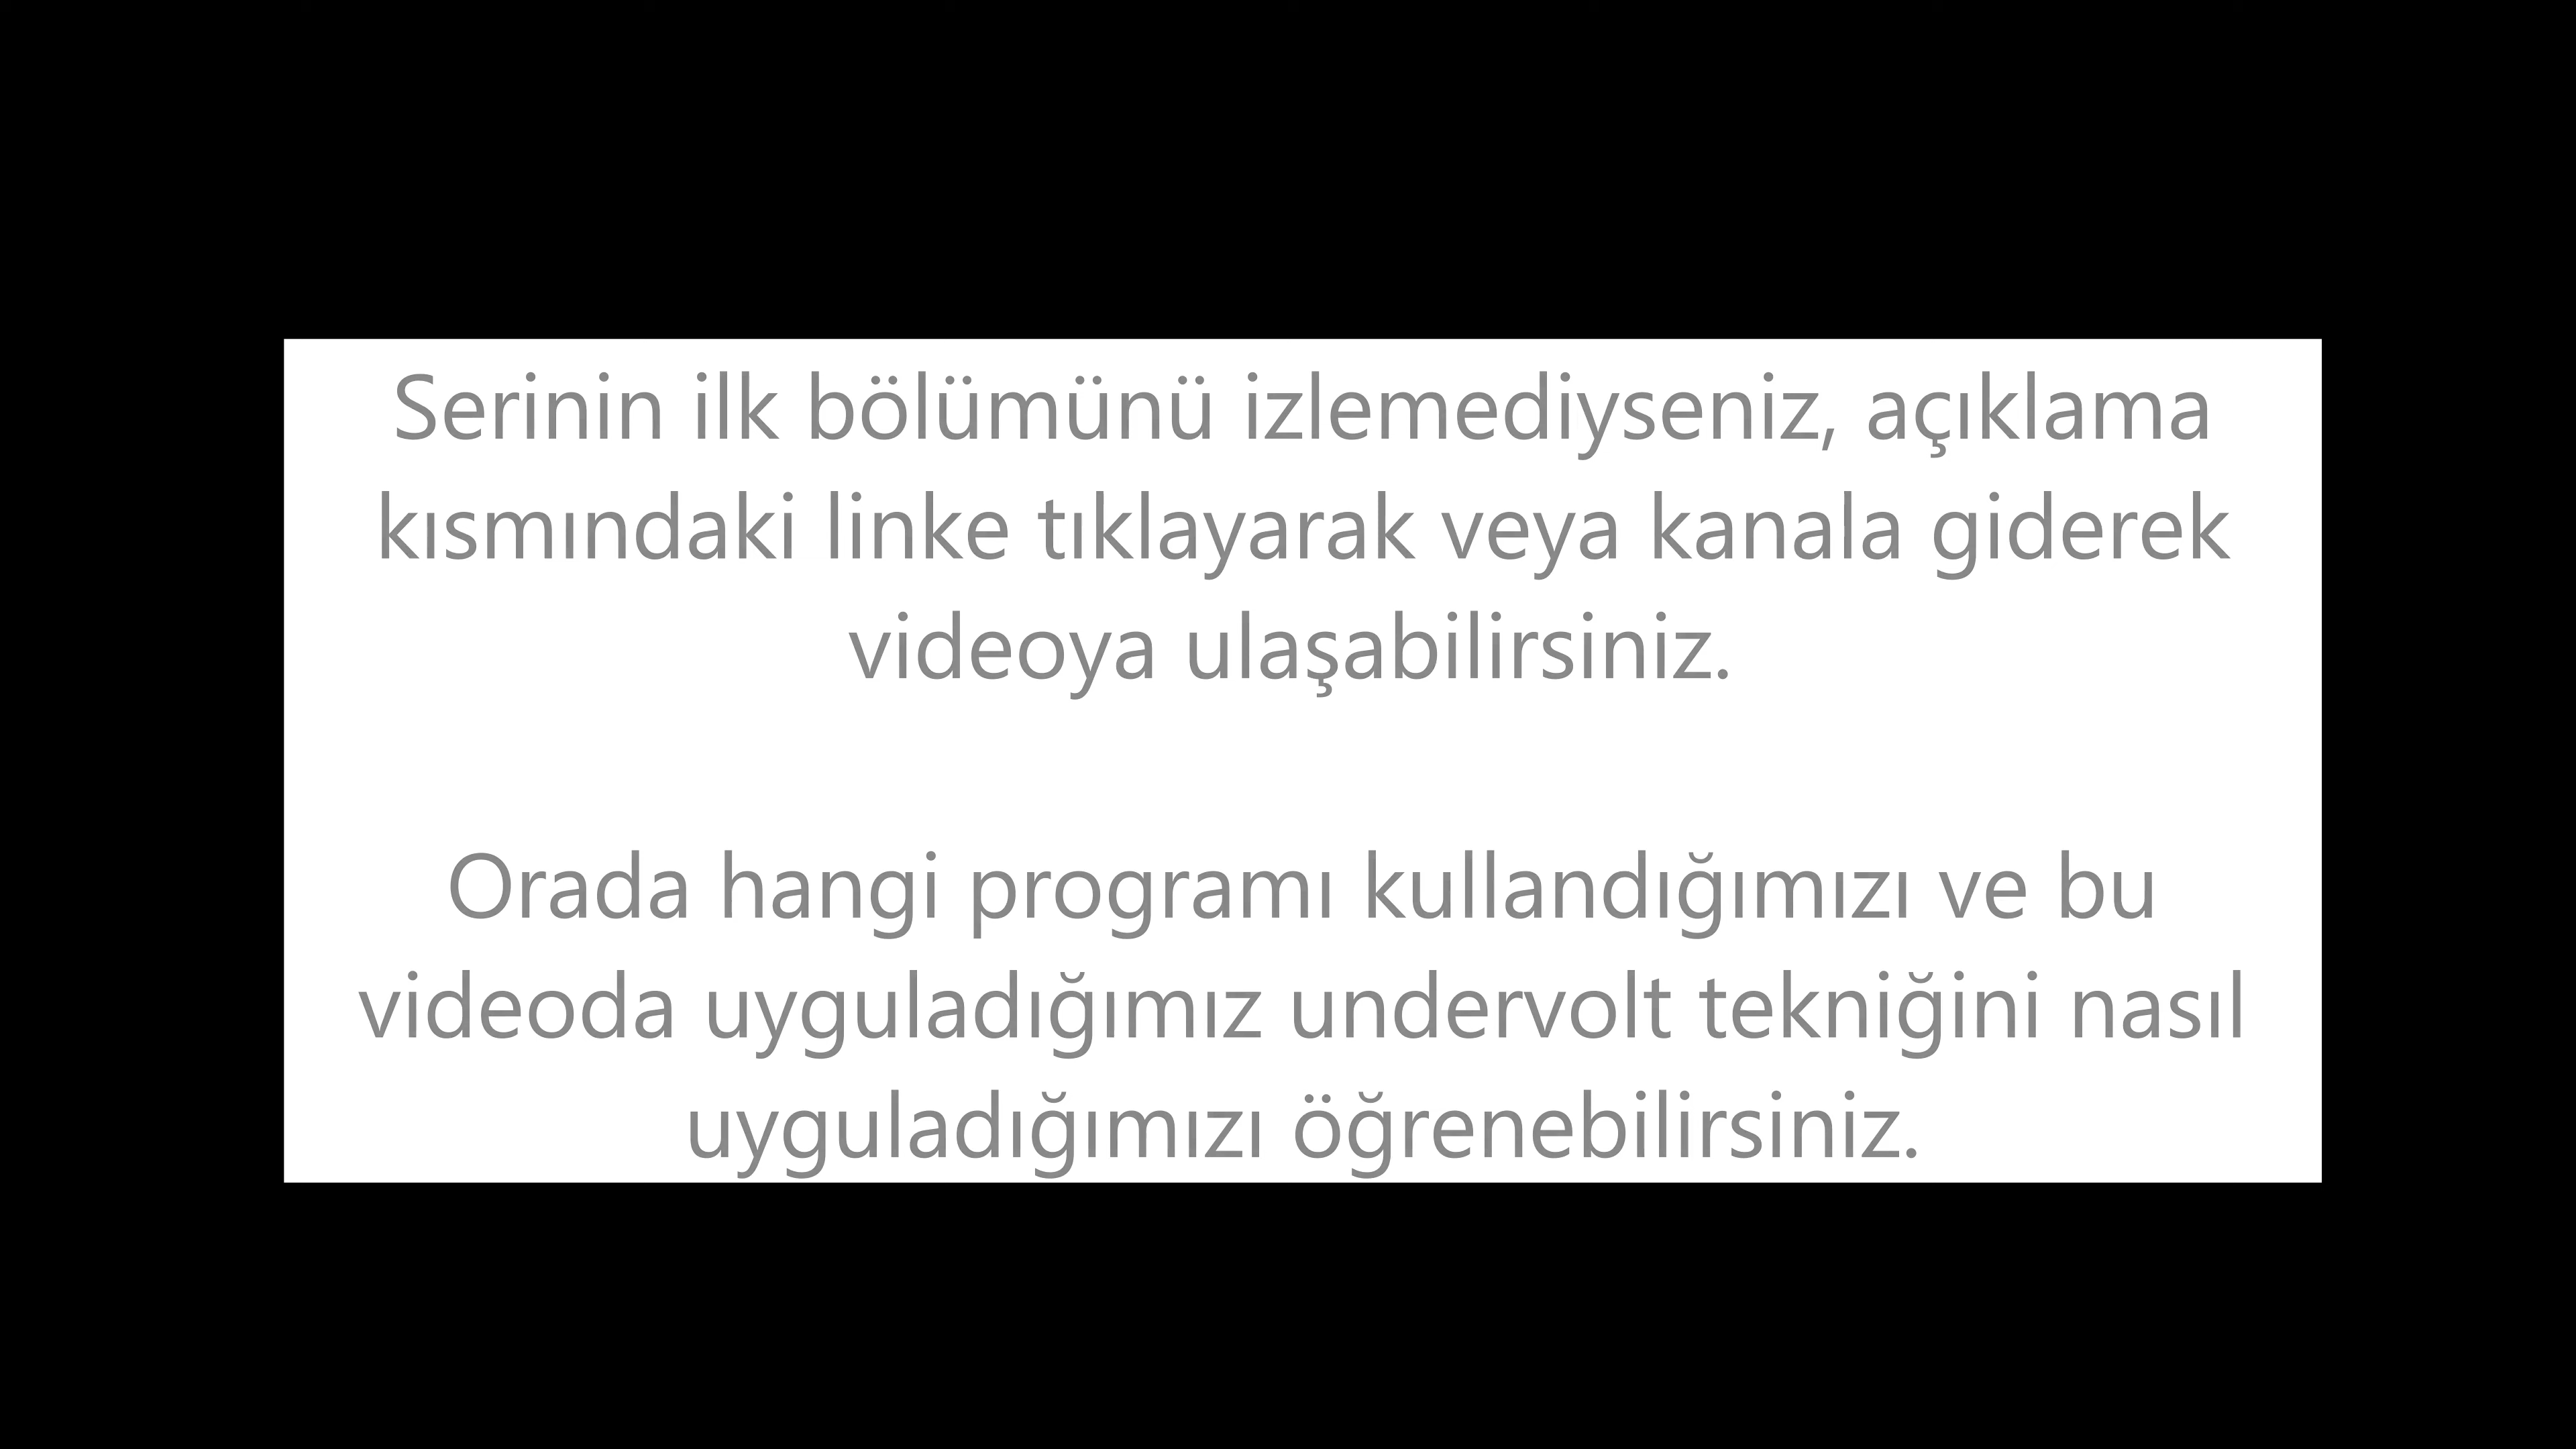 Serinin ilk bölümünü izlemediyseniz, açıklama
kısmındaki linke tıklayarak veya kanala giderek
videoya ulaşabilirsiniz.
Orada hangi programı kullandığımızı ve bu
videoda uyguladığımız undervolt tekniğini nasıl
uyguladığımızı öğrenebilirsiniz.